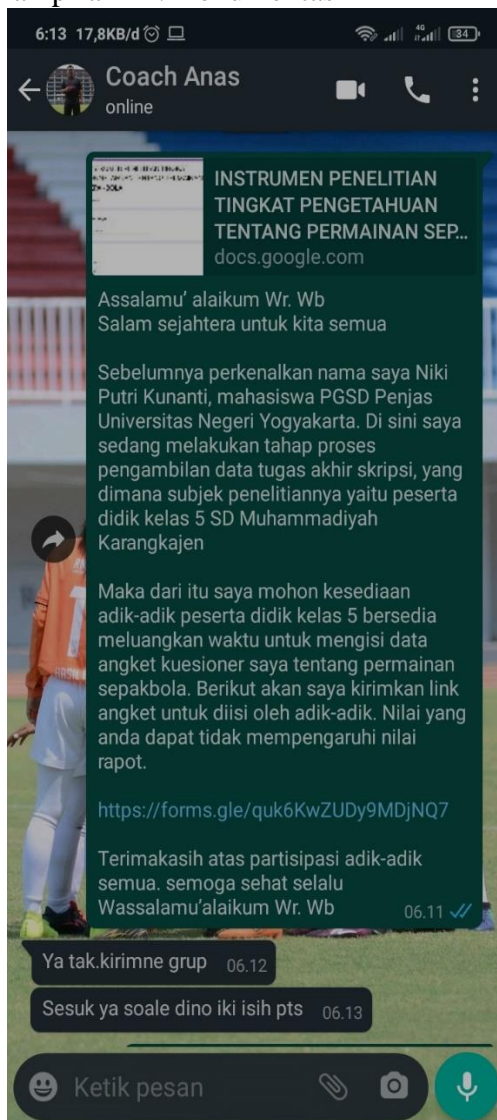 6:13 17,8KB/d
4G
34
Coach Anas
online
INSTRUMEN PENELITIAN
TINGKAT PENGETAHUAN
TENTANG PERMAINAN SEP...
docs.google.com
Assalamu' alaikum Wr. Wb
Salam sejahtera untuk kita semua
Sebelumnya perkenalkan nama saya Niki
Putri Kunanti, mahasiswa PGSD Penjas
Universitas Negeri Yogyakarta. Di sini saya
sedang melakukan tahap proses
pengambilan data tugas akhir skripsi, yang
dimana subjek penelitiannya yaitu peserta
didik kelas 5 SD Muhammadiyah
Karangkajen
Maka dari itu saya mohon kesediaan
adik-adik peserta didik kelas 5 bersedia
meluangkan waktu untuk mengisi data
angket kuesioner saya tentang permainan
sepakbola. Berikut akan saya kirimkan link
angket untuk diisi oleh adik-adik. Nilai yang
anda dapat tidak mempengaruhi nilai
rapot.
https://forms.gle/quk6KwZUDy9MDjNQ7
Terimakasih atas partisipasi adik-adik
semua. semoga sehat selalu
Wassalamu'alaikum Wr. Wb
06.11
Ya tak.kirimne grup 06.12
Sesuk ya soale dino iki isih pts 06.13
Ketik pesan